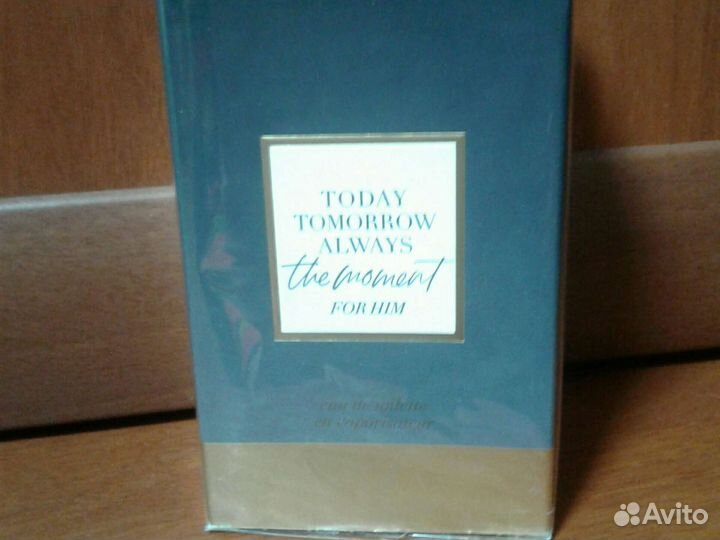 TODAY
TOMORROW
ALWAYS
the moment
FOR HIM
eau de toilette
en vaporisateur
Avito